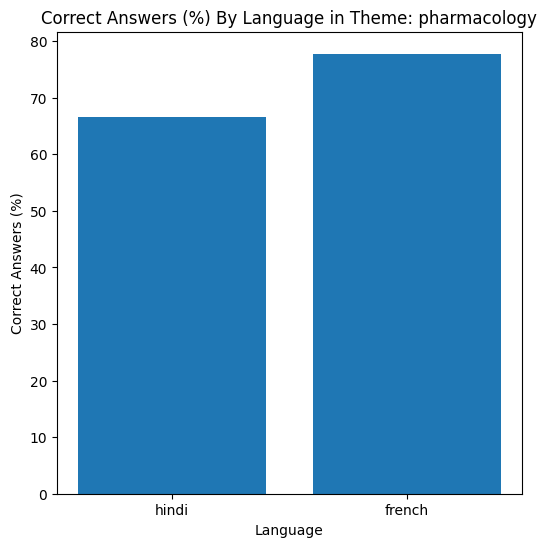 Correct Answers (%) By Language in Theme: pharmacology
80
70
60
50
40
30
20
10
0
Correct Answers (%)
hindi french
Language